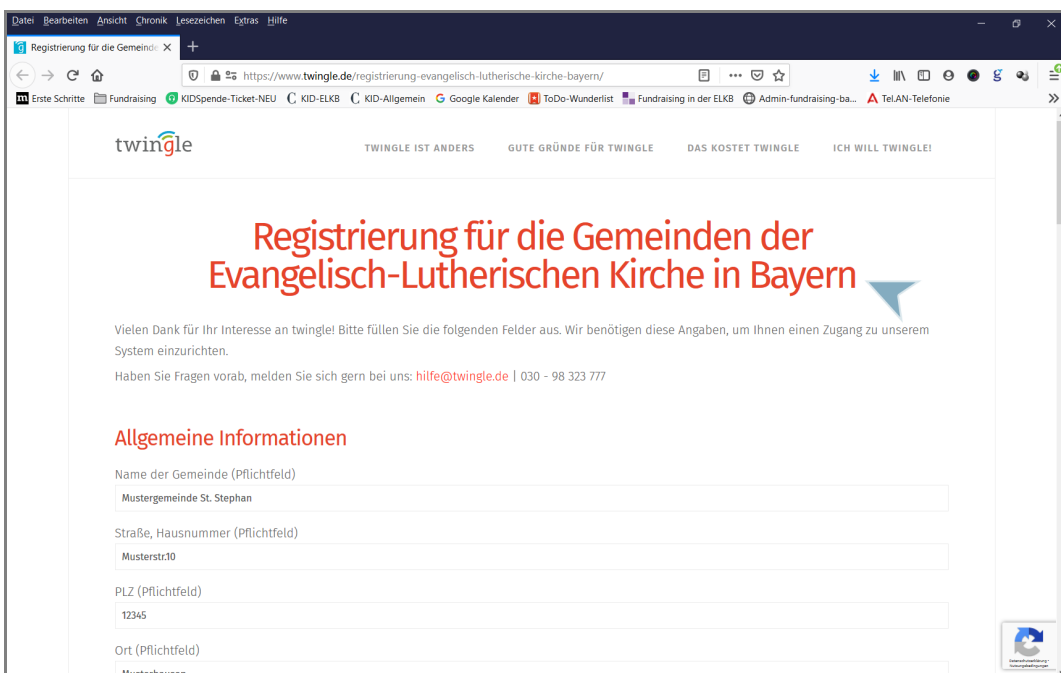 Datei Bearbeiten Ansicht Chronik Lesezeichen Extras Hilfe
Registrierung für die Gemeinde
https://www.twingle.de/registrierung-evangelisch-lutherische-kirche-bayern/
Erste Schritte Fundraising KIDSpende-Ticket-NEU KID-ELKB KID-Allgemein Google Kalender ToDo-Wunderlist Fundraising in der ELKB Admin-fundraising-ba... Tel.AN-Telefonie
twingle TWINGLE IST ANDERS GUTE GRÜNDE FÜR TWINGLE DAS KOSTET TWINGLE ICH WILL TWINGLE!
Registrierung für die Gemeinden der
Evangelisch-Lutherischen Kirche in Bayern
Vielen Dank für Ihr Interesse an twingle! Bitte füllen Sie die folgenden Felder aus. Wir benötigen diese Angaben, um Ihnen einen Zugang zu unserem
System einzurichten.
Haben Sie Fragen vorab, melden Sie sich gern bei uns: hilfe@twingle.de | 030 - 98 323 777
Allgemeine Informationen
Name der Gemeinde (Pflichtfeld)
Mustergemeinde St. Stephan
Straße, Hausnummer (Pflichtfeld)
Musterstr.10
PLZ (Pflichtfeld)
12345
Ort (Pflichtfeld)
Datenschutzerklärung -
Nutzungsbedingungen